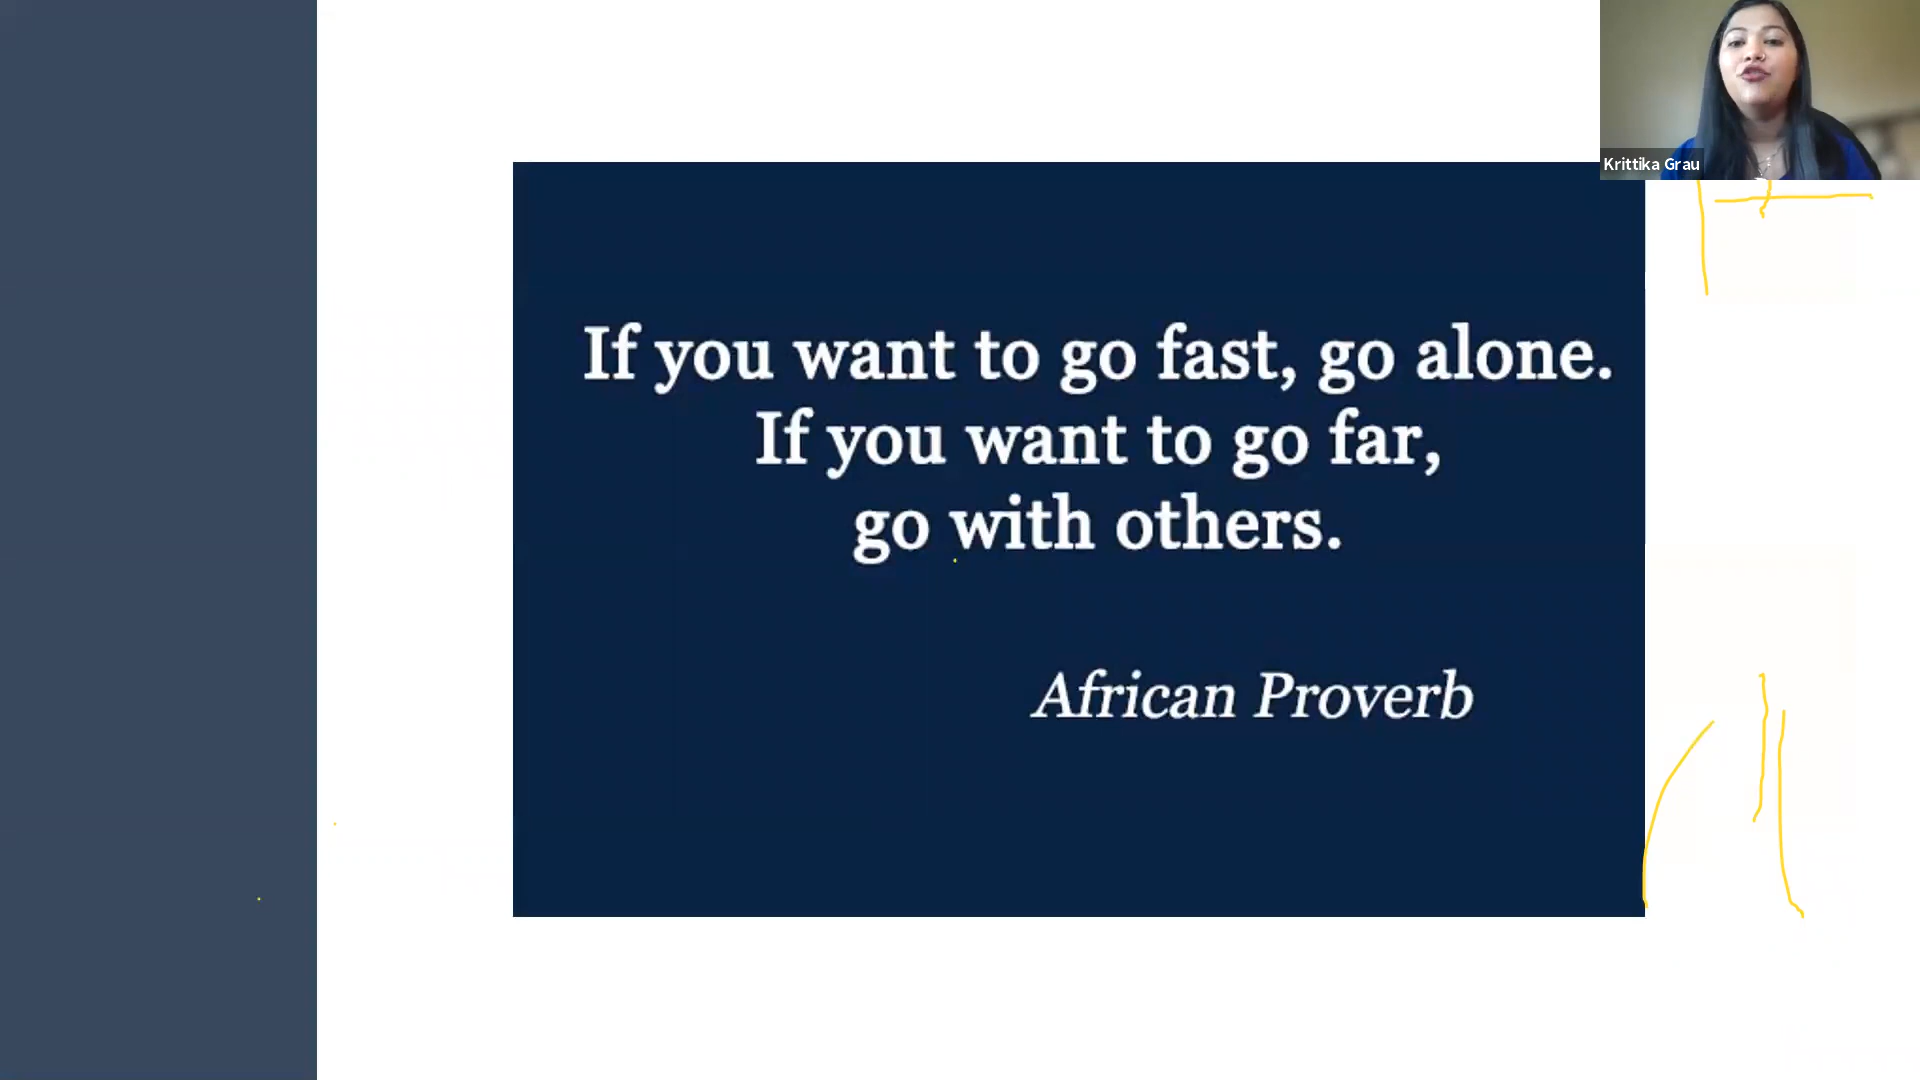 Krittika Grau
If you want to go fast, go alone.
If you want to go far,
go with others.
African Proverb